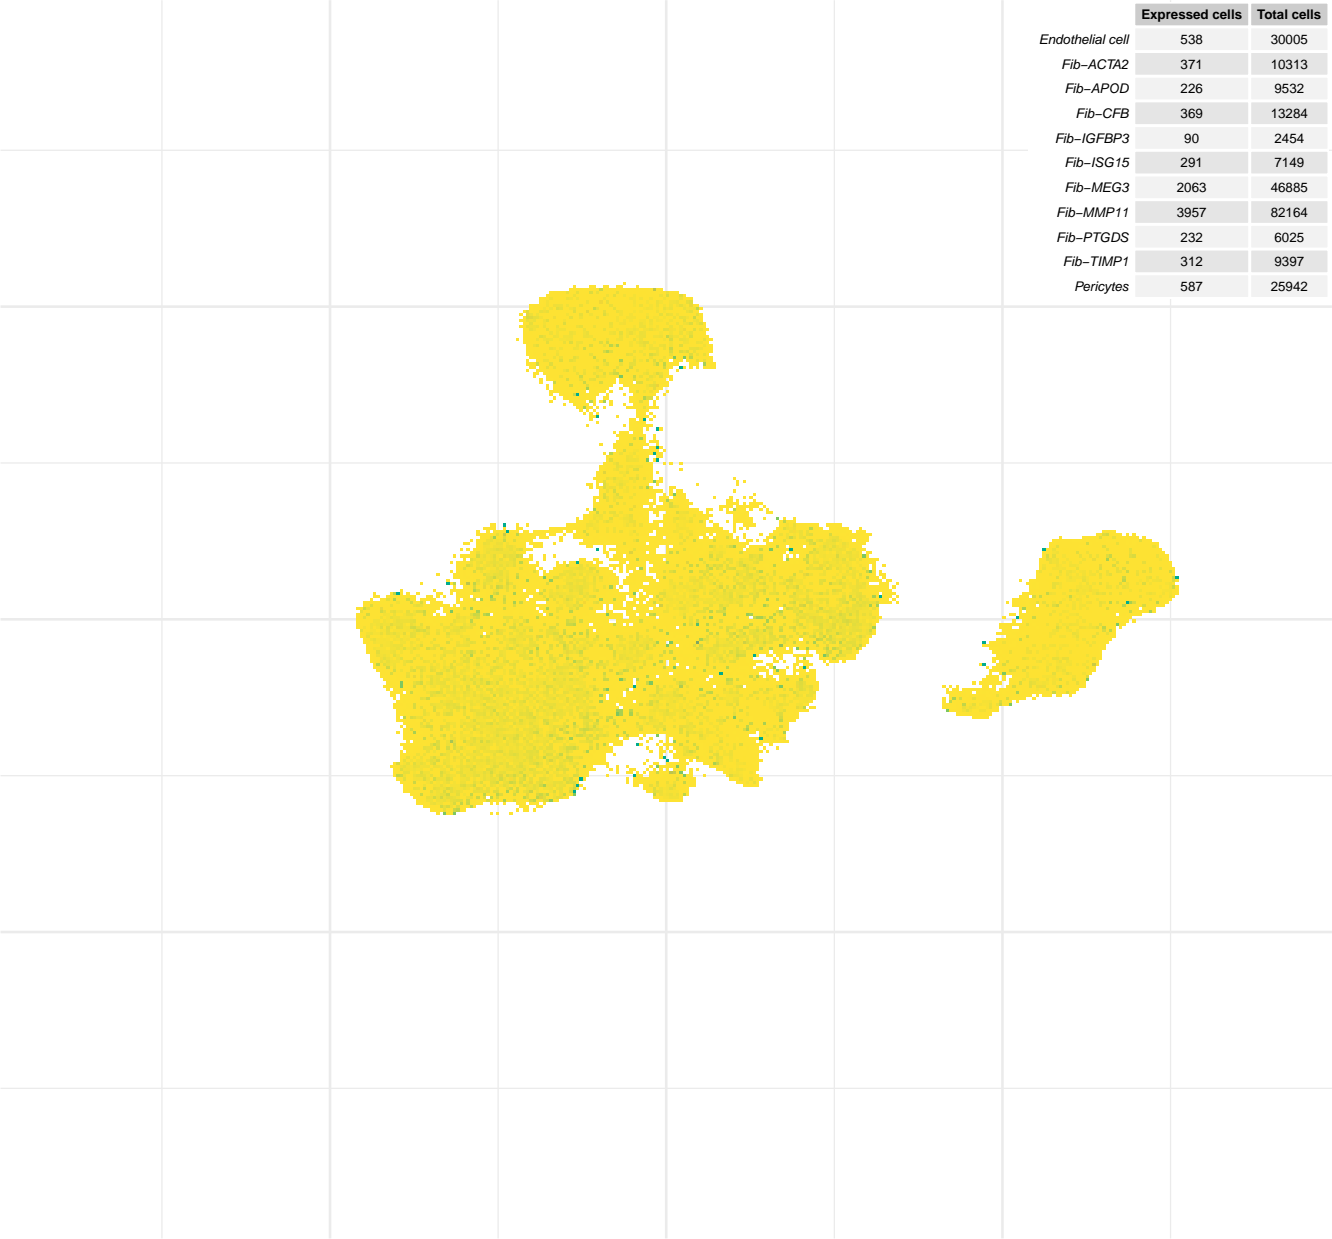 Expressed cells Total cells
Endothelial cell 538 30005
Fib−ACTA2 371 10313
Fib−APOD 226 9532
Fib−CFB 369 13284
Fib−IGFBP3 90 2454
Fib−ISG15 291 7149
Fib−MEG3 2063 46885
Fib−MMP11 3957 82164
Fib−PTGDS 232 6025
Fib−TIMP1 312 9397
Pericytes 587 25942